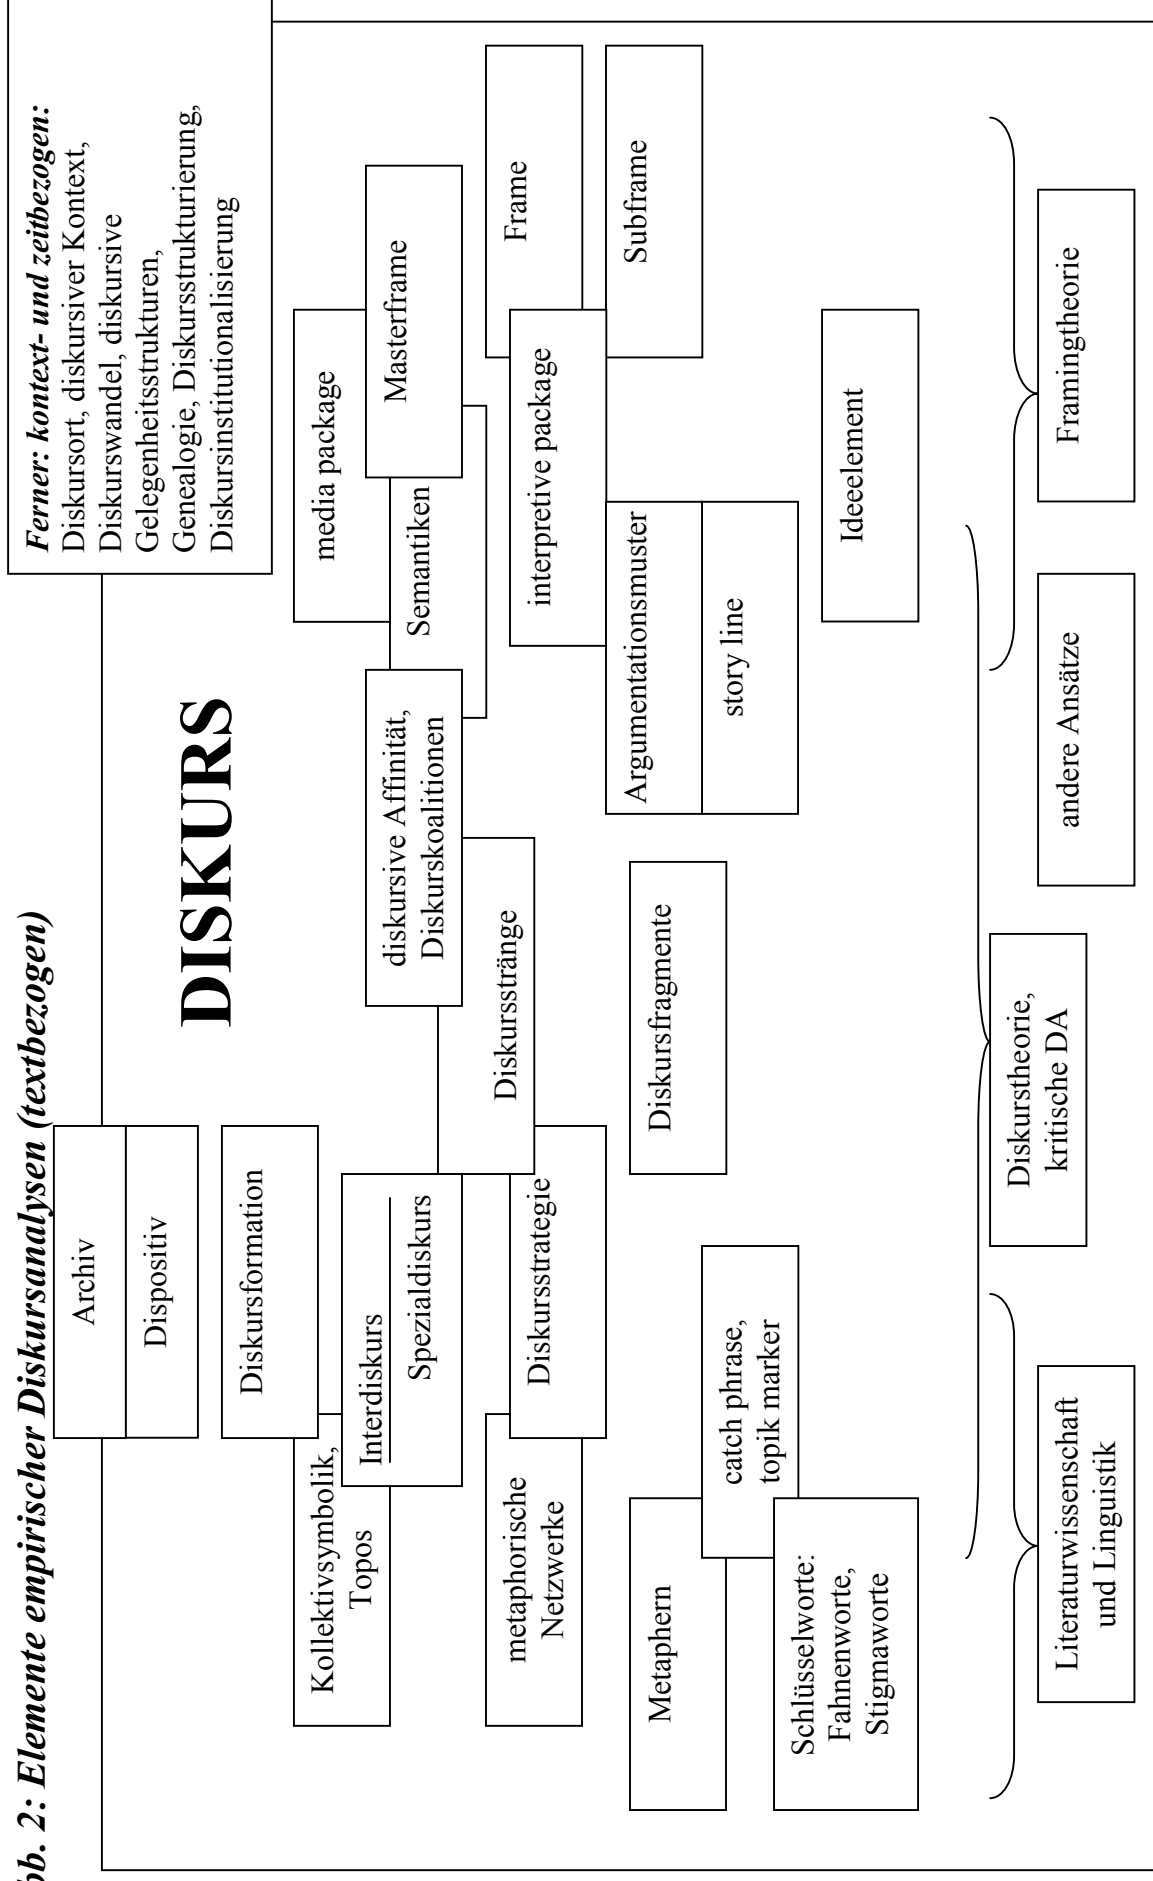 bb. 2: Elemente empirischer Diskursanalysen (textbezogen)
Ferner: kontext- und zeitbezogen:
Diskursort, diskursiver Kontext,
Diskurswandel, diskursive
Gelegenheitsstrukturen,
Genealogie, Diskursstrukturierung,
Diskursinstitutionalisierung
Archiv
Dispositiv
DISKURS
Diskursformation
Kollektivsymbolik,
Topos
Interdiskurs
Spezialdiskurs
diskursive Affinität,
Diskurskoalitionen
media package
Semantiken
Masterframe
metaphorische
Netzwerke
Diskursstrategie
Diskursstränge
interpretive package
Frame
Metaphern
Diskursfragmente
Argumentationsmuster
Subframe
catch phrase,
topik marker
story line
Schlüsselworte:
Fahnenworte,
Stigmaworte
Ideeelement
Diskurstheorie,
kritische DA
Literaturwissenschaft
und Linguistik
andere Ansätze
Framingtheorie